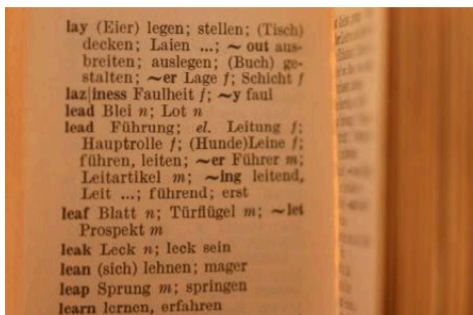 lay (Eier) legen; stellen; (Tisch)
decken; Laien ...; ~ out aus-
breiten; auslegen; (Buch) ge-
stalten; ~er Lage f; Schicht f
laz|iness Faulheit f; ~y faul
lead Blei n; Lot n
lead Führung; el. Leitung f;
Hauptrolle f; (Hunde)Leine f;
führen, leiten; ~er Führer m;
Leitartikel m; ~ing leitend,
Leit ...; führend; erst
leaf Blatt n; Türflügel m; ~let
Prospekt m
leak Leck n; leck sein
lean (sich) lehnen; mager
leap Sprung m; springen
learn lernen, erfahren